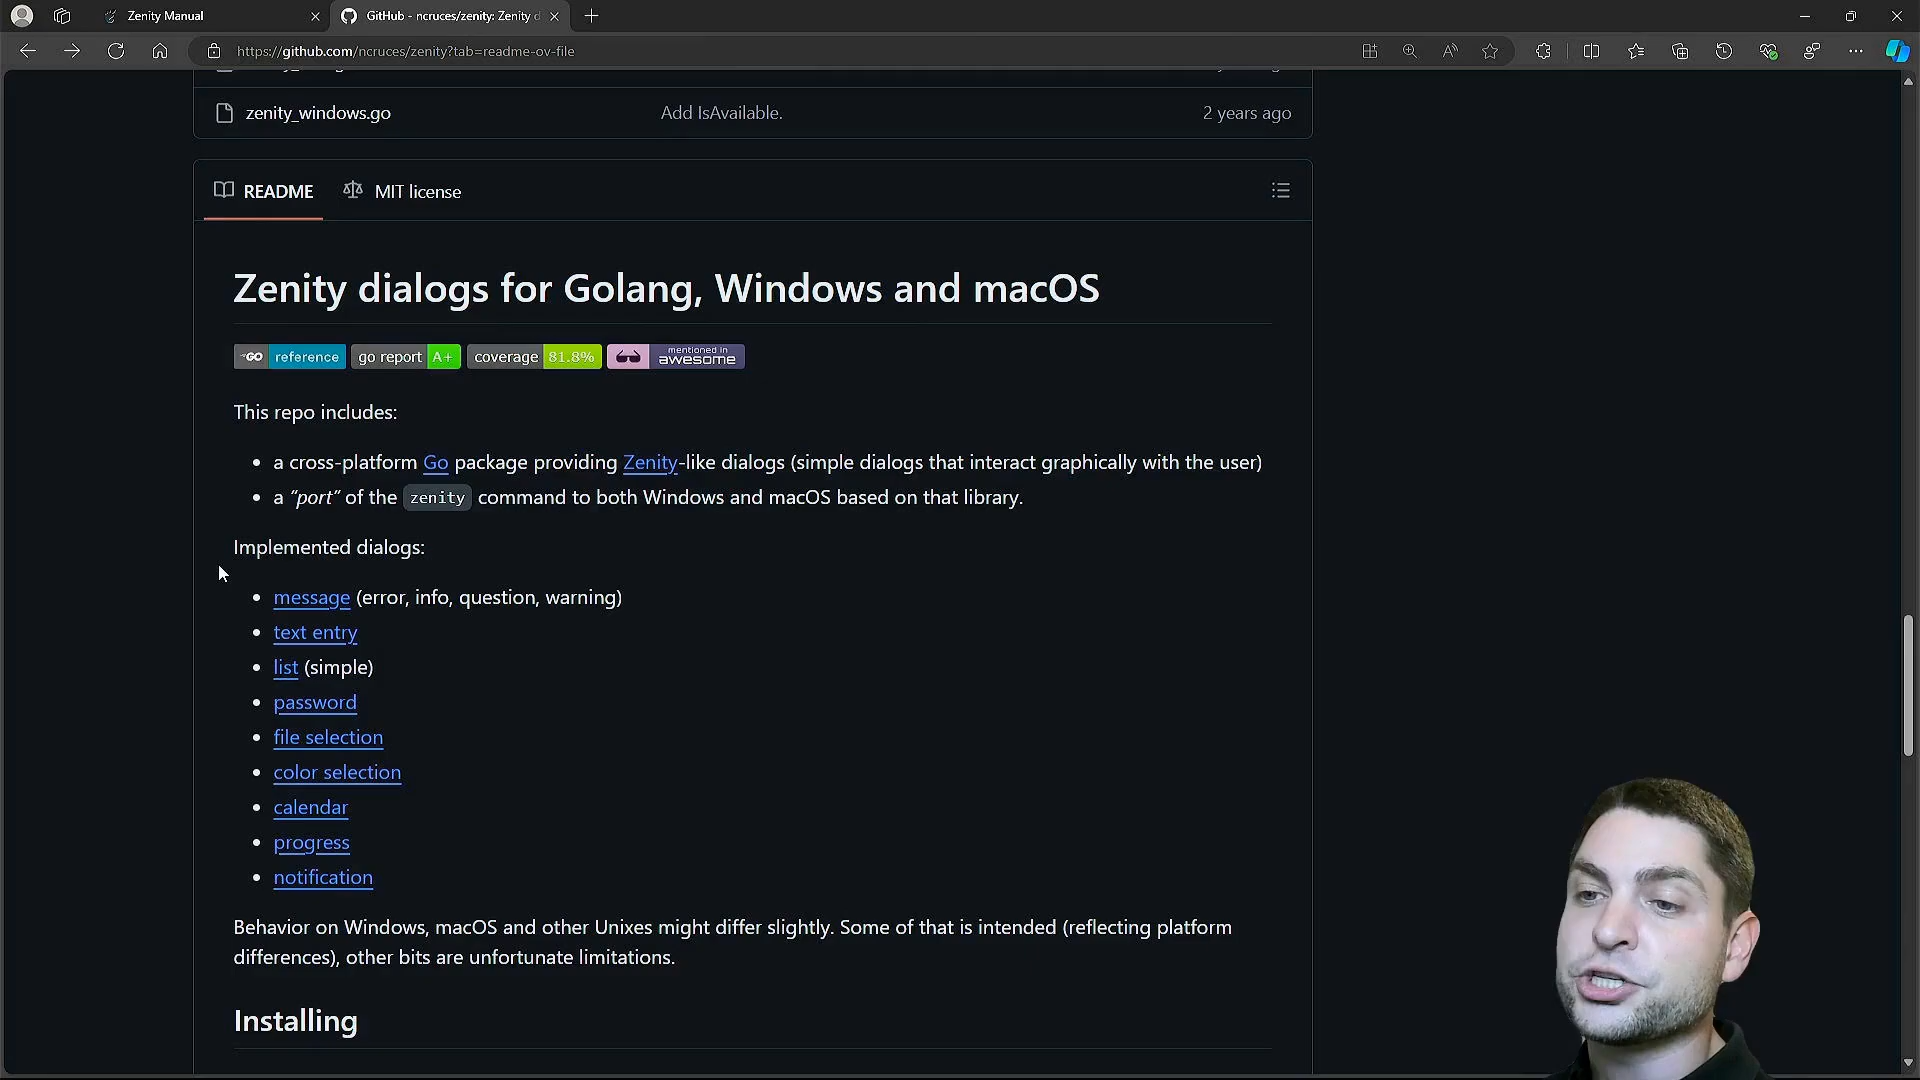 Zenity Manual
GitHub - ncruces/zenity: Zenity d
https://github.com/ncruces/zenity?tab=readme-ov-file
zenity_windows.go
Add IsAvailable.
2 years ago
README
MIT license
Zenity dialogs for Golang, Windows and macOS
GO reference
go report A+
coverage 81.8%
mentioned in
awesome
This repo includes:
• a cross-platform Go package providing Zenity-like dialogs (simple dialogs that interact graphically with the user)
• a “port” of the zenity command to both Windows and macOS based on that library.
Implemented dialogs:
• message (error, info, question, warning)
• text entry
• list (simple)
• password
• file selection
• color selection
• calendar
• progress
• notification
Behavior on Windows, macOS and other Unixes might differ slightly. Some of that is intended (reflecting platform
differences), other bits are unfortunate limitations.
Installing